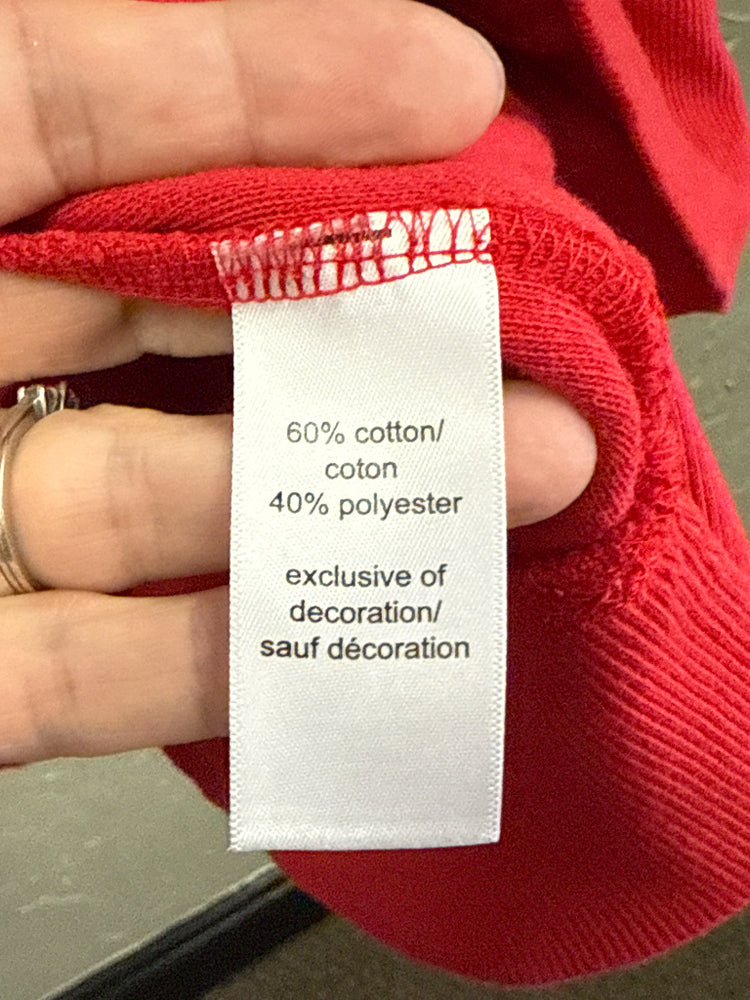 60% cotton/
coton
40% polyester
exclusive of
decoration/
sauf décoration